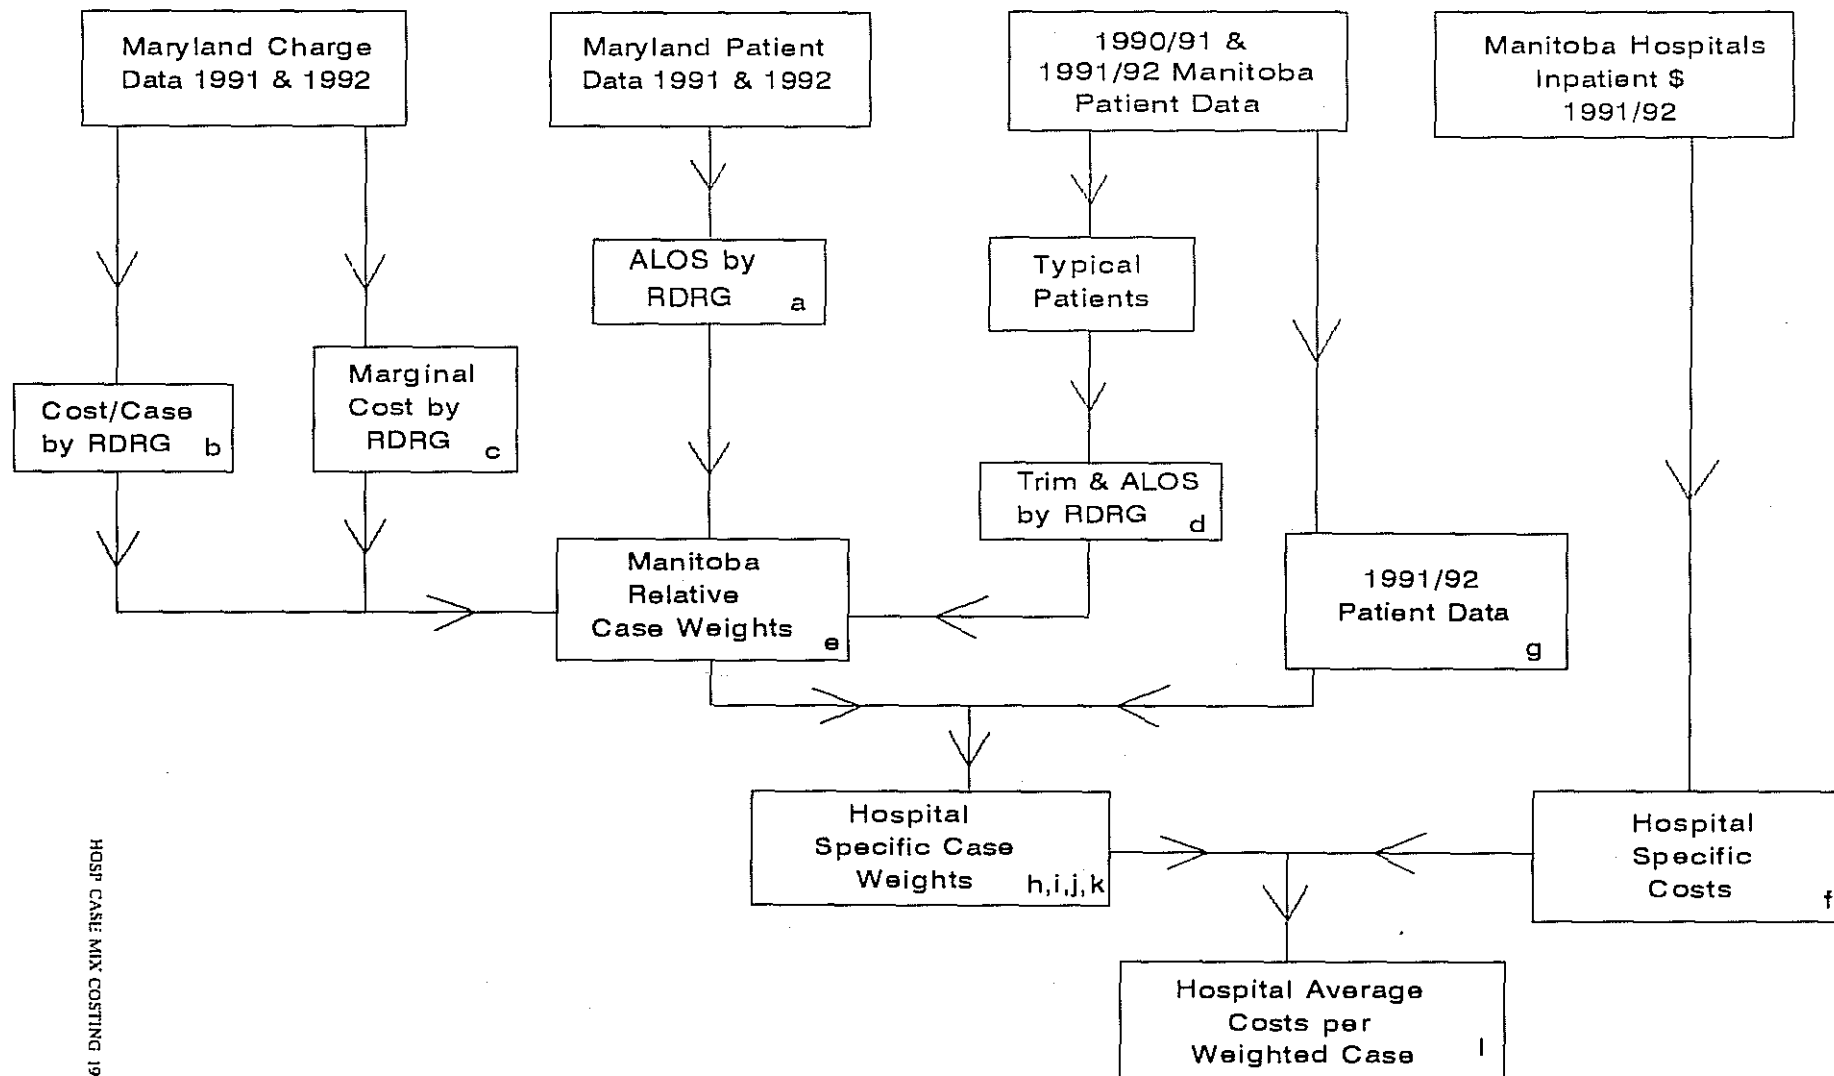 Maryland Charge
Data 1991 & 1992
Maryland Patient
Data 1991 & 1992
1990/91 &
1991/92 Manitoba
Patient Data
Manitoba Hospitals
Inpatient $
1991/92
ALOS by
RDRG a
Typical
Patients
Cost/Case
by RDRG b
Marginal
Cost by
RDRG c
Trim & ALOS
by RDRG d
Manitoba
Relative
Case Weights e
1991/92
Patient Data
g
Hospital
Specific Case
Weights h,i,j,k
Hospital
Specific
Costs f
Hospital Average
Costs per
Weighted Case l
HOSP CASE MIX COSTING 19